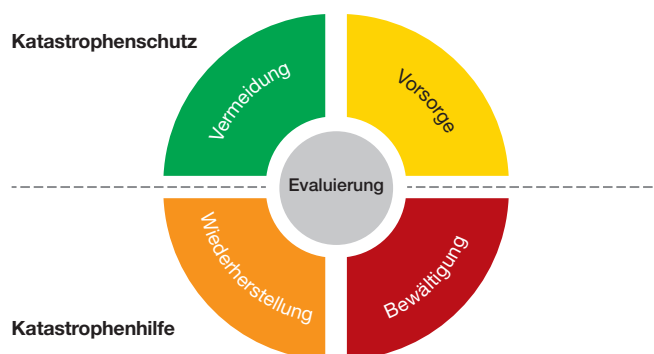 Katastrophenschutz
Vermeidung
Vorsorge
Evaluierung
Wiederherstellung
Bewältigung
Katastrophenhilfe